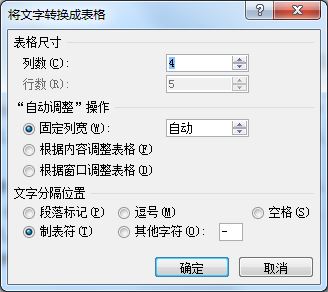 将文字转换成表格
表格尺寸
列数(C): 4
行数(R): 5
“自动调整”操作
固定列宽(W): 自动
根据内容调整表格(F)
根据窗口调整表格(D)
文字分隔位置
段落标记(P) 逗号(M) 空格(S)
制表符(T) 其他字符(O): -
确定 取消